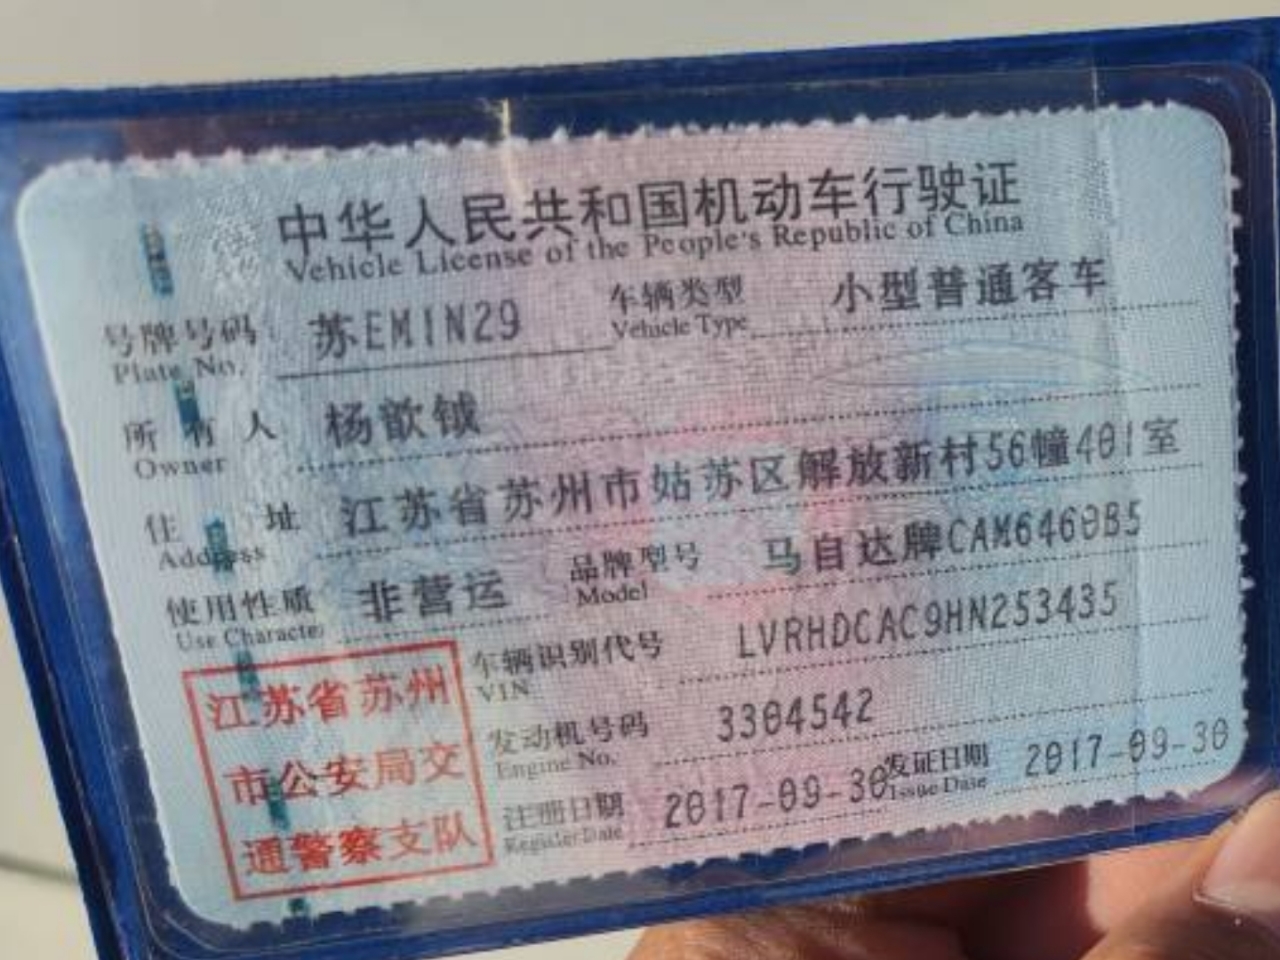 中华人民共和国机动车行驶证
Vehicle License of the People's Republic of China
号牌号码 苏EM1N29 车辆类型 小型普通客车
Plate No. Vehicle Type
所有人 杨歆钺
Owner
住址 江苏省苏州市姑苏区解放新村56幢401室
Address
使用性质 非营运 品牌型号 马自达牌CAM6460B5
Use Character Model
车辆识别代号 LVRHDCAC9HN253435
VIN
发动机号码 3304542
Engine No.
注册日期 2017-09-30 发证日期 2017-09-30
Register Date Issue Date
江苏省苏州
市公安局交
通警察支队